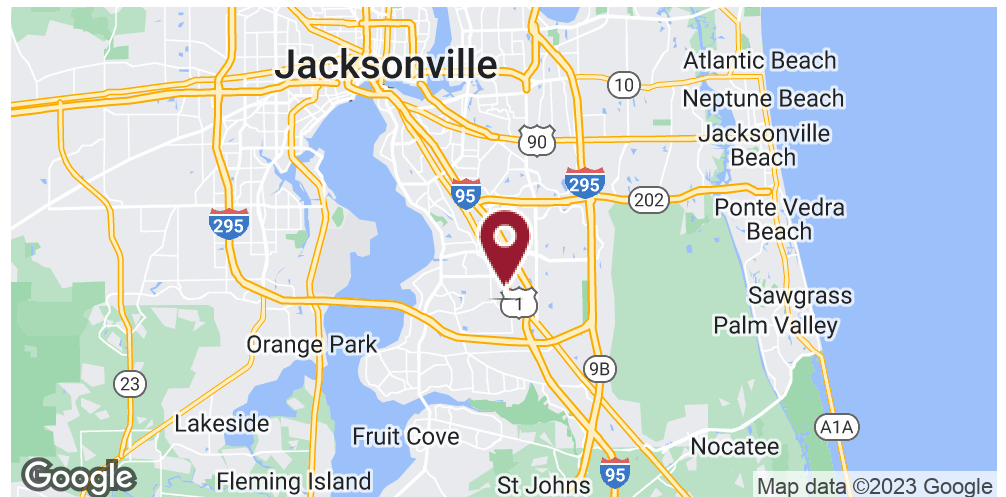 Jacksonville
Atlantic Beach
10
Neptune Beach
Jacksonville
Beach
90
95
295
202
295
Ponte Vedra
Beach
1
Sawgrass
Palm Valley
Orange Park
9B
23
Lakeside
Fruit Cove
A1A
Nocatee
Fleming Island
St Johns
95
Google
Map data ©2023 Google